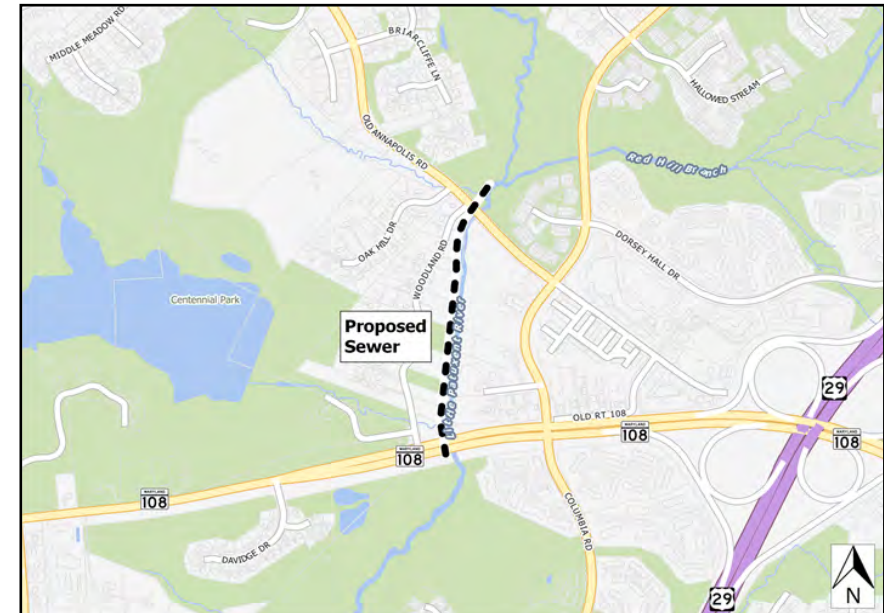 MIDDLE MEADOW RD
BRIARCLIFFE LN
HALLOWED STREAM
OLD ANNAPOLIS RD
Red Hill Branch
OAK HILL DR
WOODLAND RD
DORSEY HALL DR
Centennial Park
Proposed
Sewer
Little Patuxent River
29
OLD RT 108
MARYLAND
108
MARYLAND
108
MARYLAND
108
MARYLAND
108
COLUMBIA RD
DAVIDGE DR
29
N